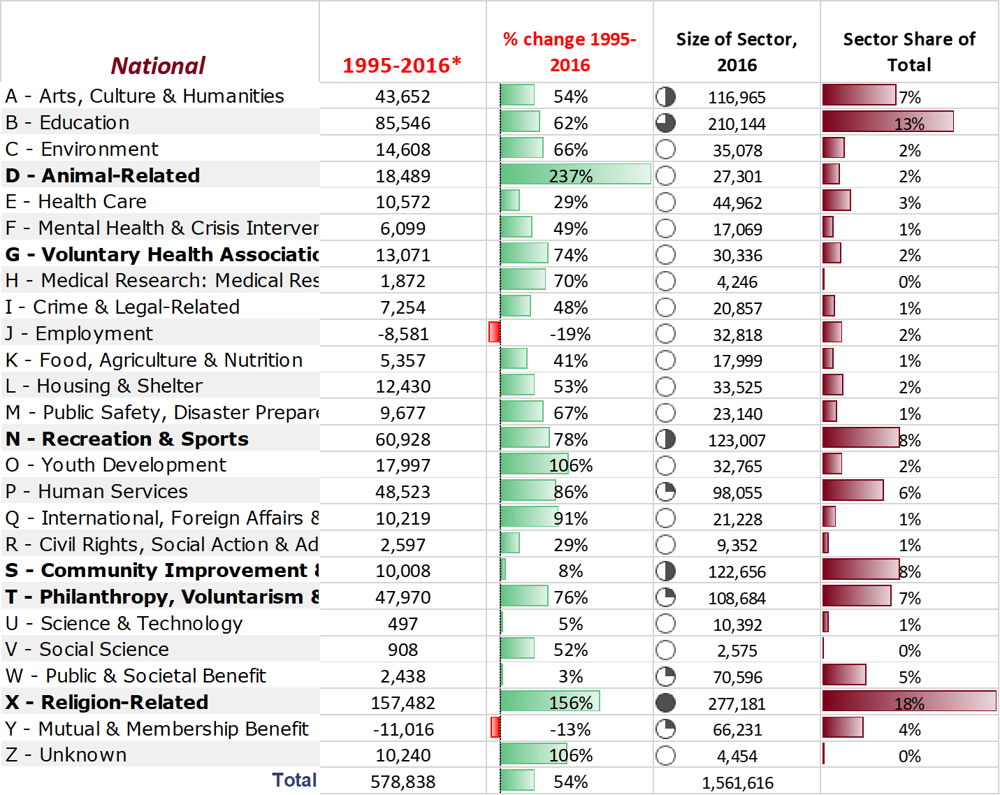 National 1995-2016* % change 1995-2016 Size of Sector, 2016 Sector Share of Total
A - Arts, Culture & Humanities 43,652 54% 116,965 7%
B - Education 85,546 62% 210,144 13%
C - Environment 14,608 66% 35,078 2%
D - Animal-Related 18,489 237% 27,301 2%
E - Health Care 10,572 29% 44,962 3%
F - Mental Health & Crisis Interver 6,099 49% 17,069 1%
G - Voluntary Health Associatic 13,071 74% 30,336 2%
H - Medical Research: Medical Res 1,872 70% 4,246 0%
I - Crime & Legal-Related 7,254 48% 20,857 1%
J - Employment -8,581 -19% 32,818 2%
K - Food, Agriculture & Nutrition 5,357 41% 17,999 1%
L - Housing & Shelter 12,430 53% 33,525 2%
M - Public Safety, Disaster Prepare 9,677 67% 23,140 1%
N - Recreation & Sports 60,928 78% 123,007 8%
O - Youth Development 17,997 106% 32,765 2%
P - Human Services 48,523 86% 98,055 6%
Q - International, Foreign Affairs & 10,219 91% 21,228 1%
R - Civil Rights, Social Action & Ad 2,597 29% 9,352 1%
S - Community Improvement & 10,008 8% 122,656 8%
T - Philanthropy, Voluntarism & 47,970 76% 108,684 7%
U - Science & Technology 497 5% 10,392 1%
V - Social Science 908 52% 2,575 0%
W - Public & Societal Benefit 2,438 3% 70,596 5%
X - Religion-Related 157,482 156% 277,181 18%
Y - Mutual & Membership Benefit -11,016 -13% 66,231 4%
Z - Unknown 10,240 106% 4,454 0%
Total 578,838 54% 1,561,616